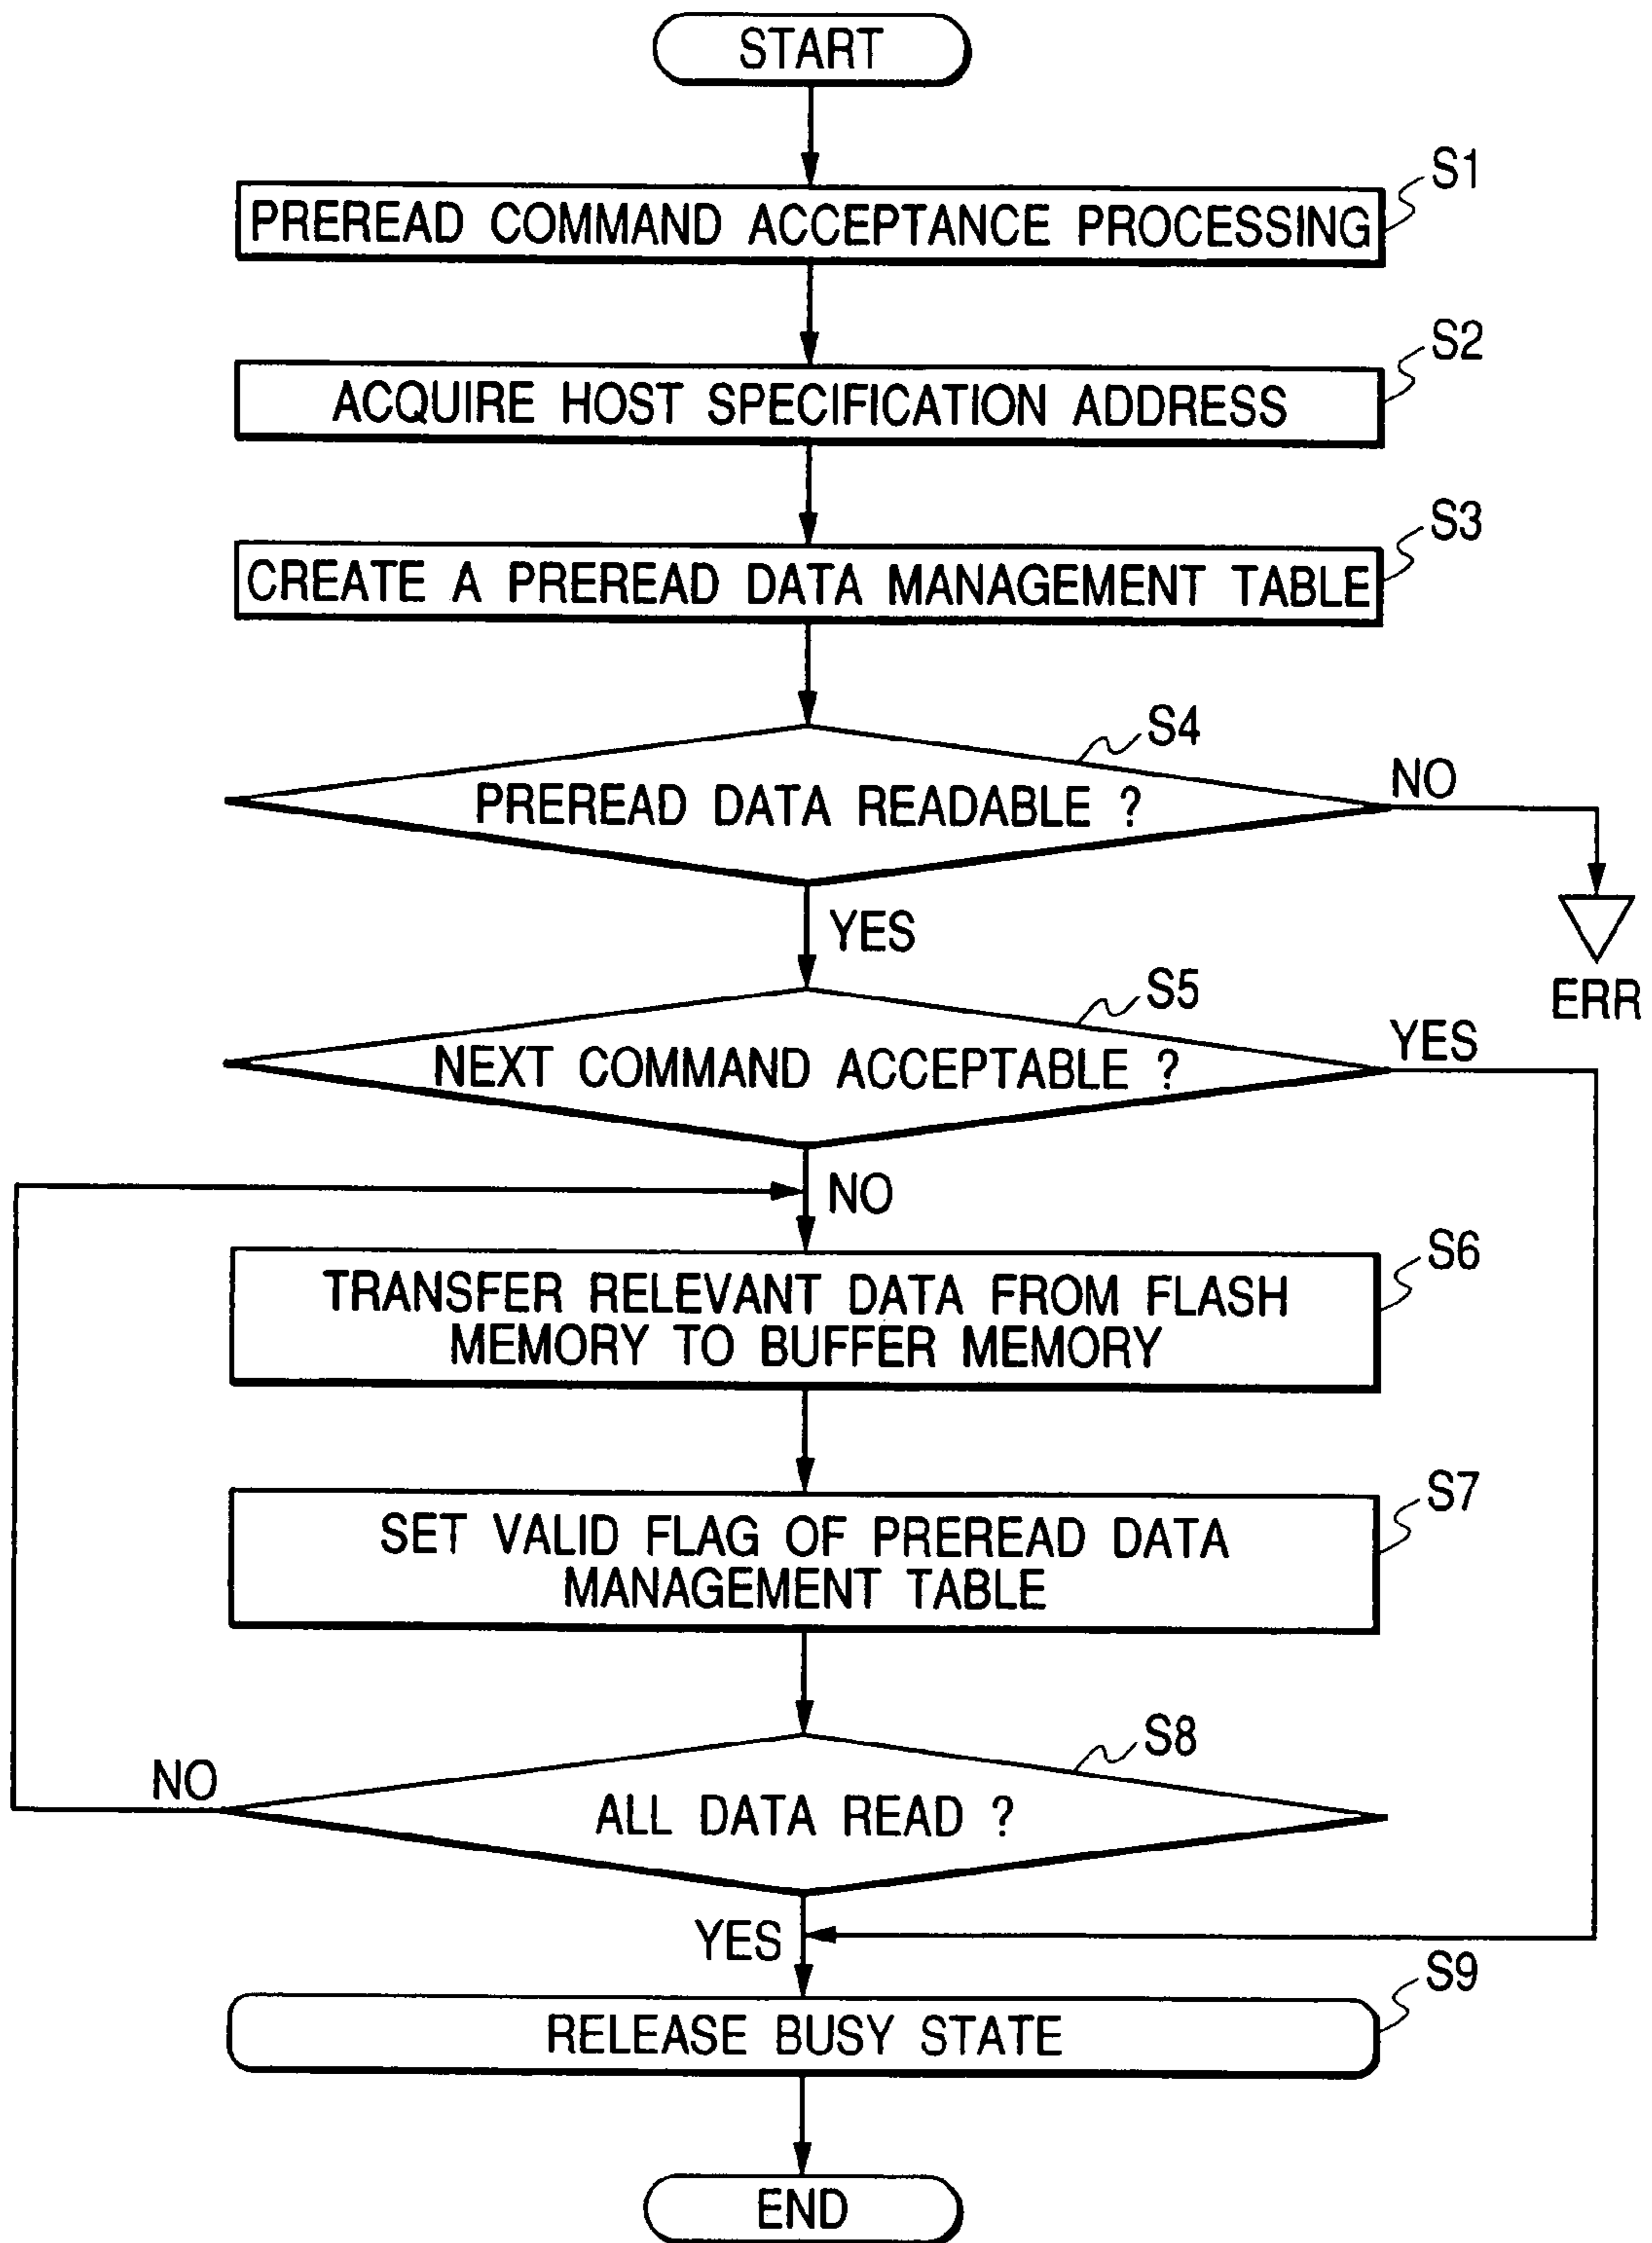 START
S1
PREREAD COMMAND ACCEPTANCE PROCESSING
S2
ACQUIRE HOST SPECIFICATION ADDRESS
S3
CREATE A PREREAD DATA MANAGEMENT TABLE
S4
NO
PREREAD DATA READABLE ?
YES
ERR
S5
YES
NEXT COMMAND ACCEPTABLE ?
NO
S6
TRANSFER RELEVANT DATA FROM FLASH
MEMORY TO BUFFER MEMORY
S7
SET VALID FLAG OF PREREAD DATA
MANAGEMENT TABLE
S8
NO
ALL DATA READ ?
YES
S9
RELEASE BUSY STATE
END